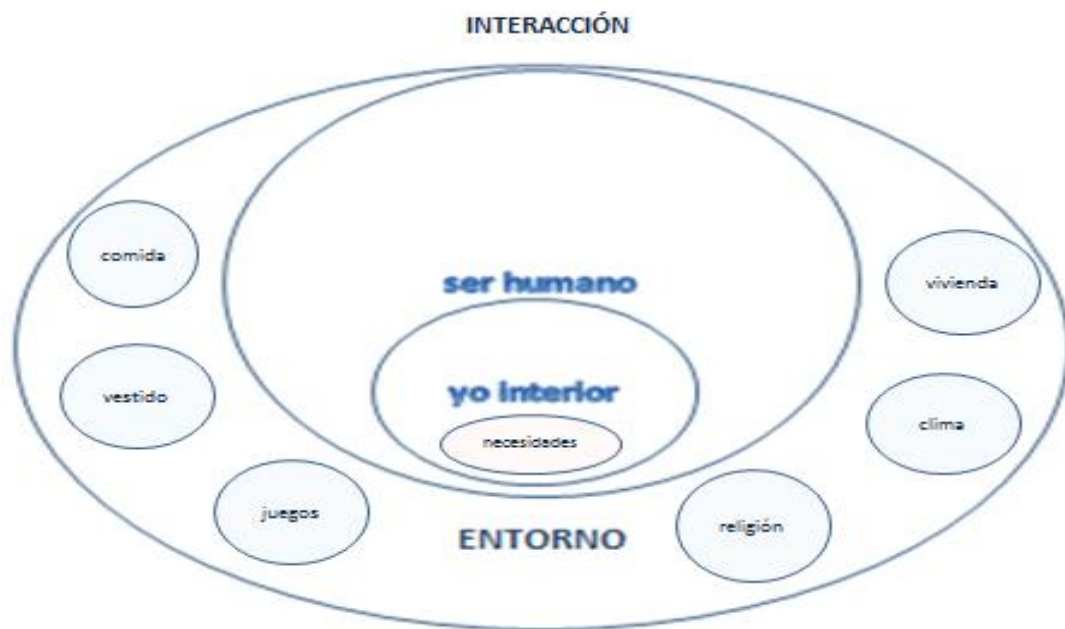 INTERACCIÓN
comida
ser humano
vivienda
vestido
yo interior
clima
necesidades
juegos
religión
ENTORNO